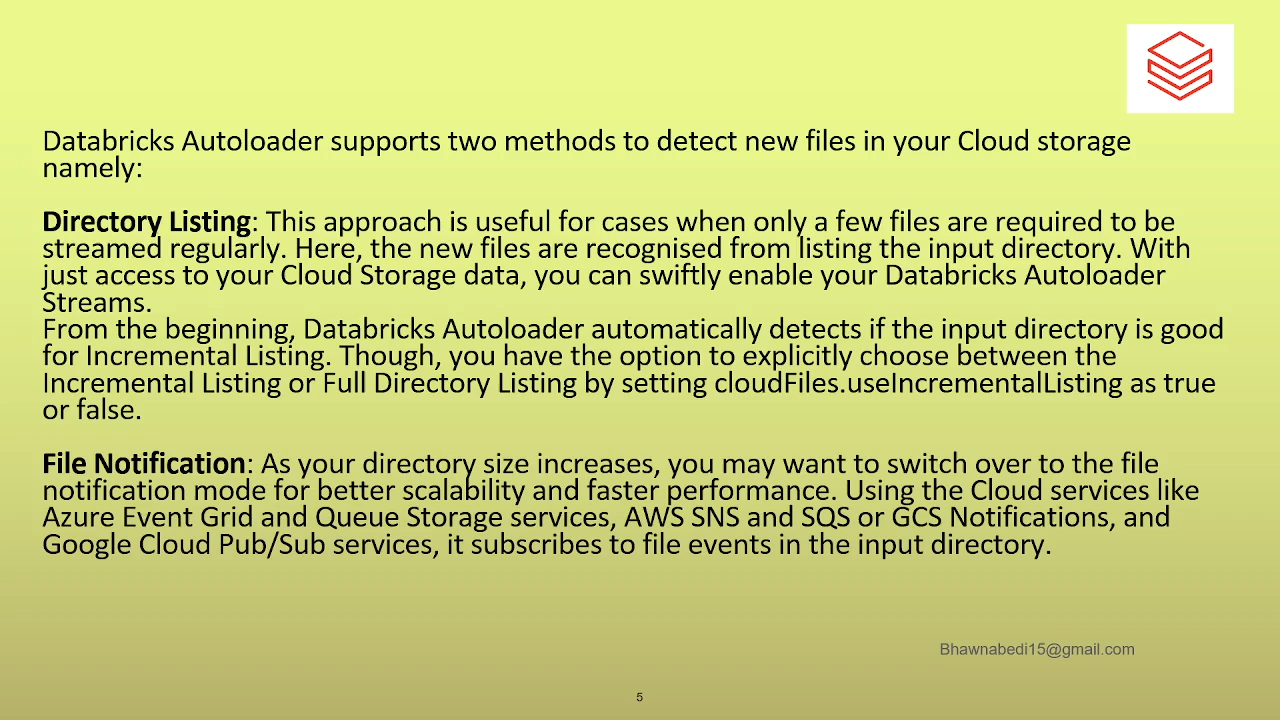 Databricks Autoloader supports two methods to detect new files in your Cloud storage
namely:
Directory Listing: This approach is useful for cases when only a few files are required to be
streamed regularly. Here, the new files are recognised from listing the input directory. With
just access to your Cloud Storage data, you can swiftly enable your Databricks Autoloader
Streams.
From the beginning, Databricks Autoloader automatically detects if the input directory is good
for Incremental Listing. Though, you have the option to explicitly choose between the
Incremental Listing or Full Directory Listing by setting cloudFiles.useIncrementalListing as true
or false.
File Notification: As your directory size increases, you may want to switch over to the file
notification mode for better scalability and faster performance. Using the Cloud services like
Azure Event Grid and Queue Storage services, AWS SNS and SQS or GCS Notifications, and
Google Cloud Pub/Sub services, it subscribes to file events in the input directory.
Bhawnabedi15@gmail.com
5